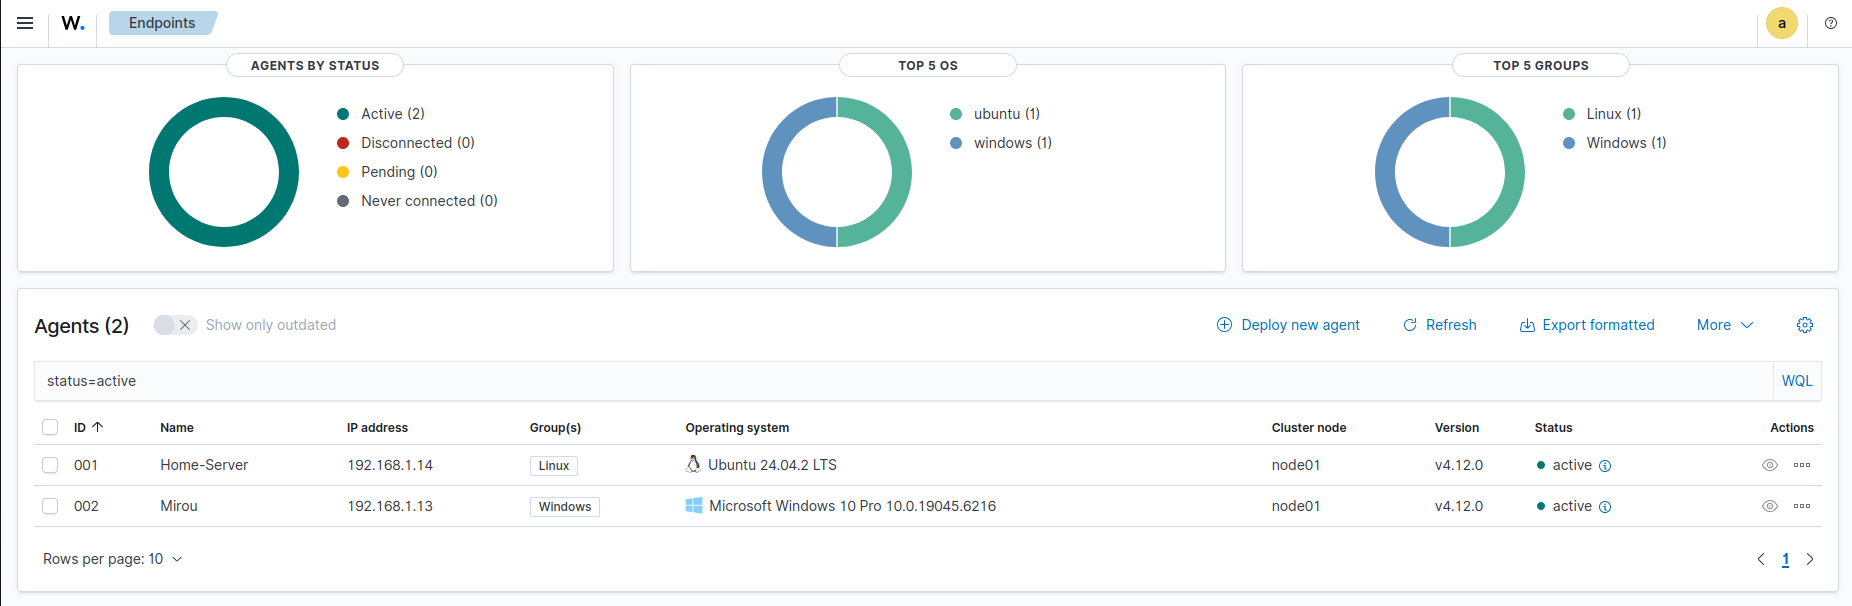 W. Endpoints a
AGENTS BY STATUS
Active (2)
Disconnected (0)
Pending (0)
Never connected (0)
TOP 5 OS
ubuntu (1)
windows (1)
TOP 5 GROUPS
Linux (1)
Windows (1)
Agents (2) Show only outdated Deploy new agent Refresh Export formatted More
status=active WQL
ID Name IP address Group(s) Operating system Cluster node Version Status Actions
001 Home-Server 192.168.1.14 Linux Ubuntu 24.04.2 LTS node01 v4.12.0 active
002 Mirou 192.168.1.13 Windows Microsoft Windows 10 Pro 10.0.19045.6216 node01 v4.12.0 active
Rows per page: 10 1